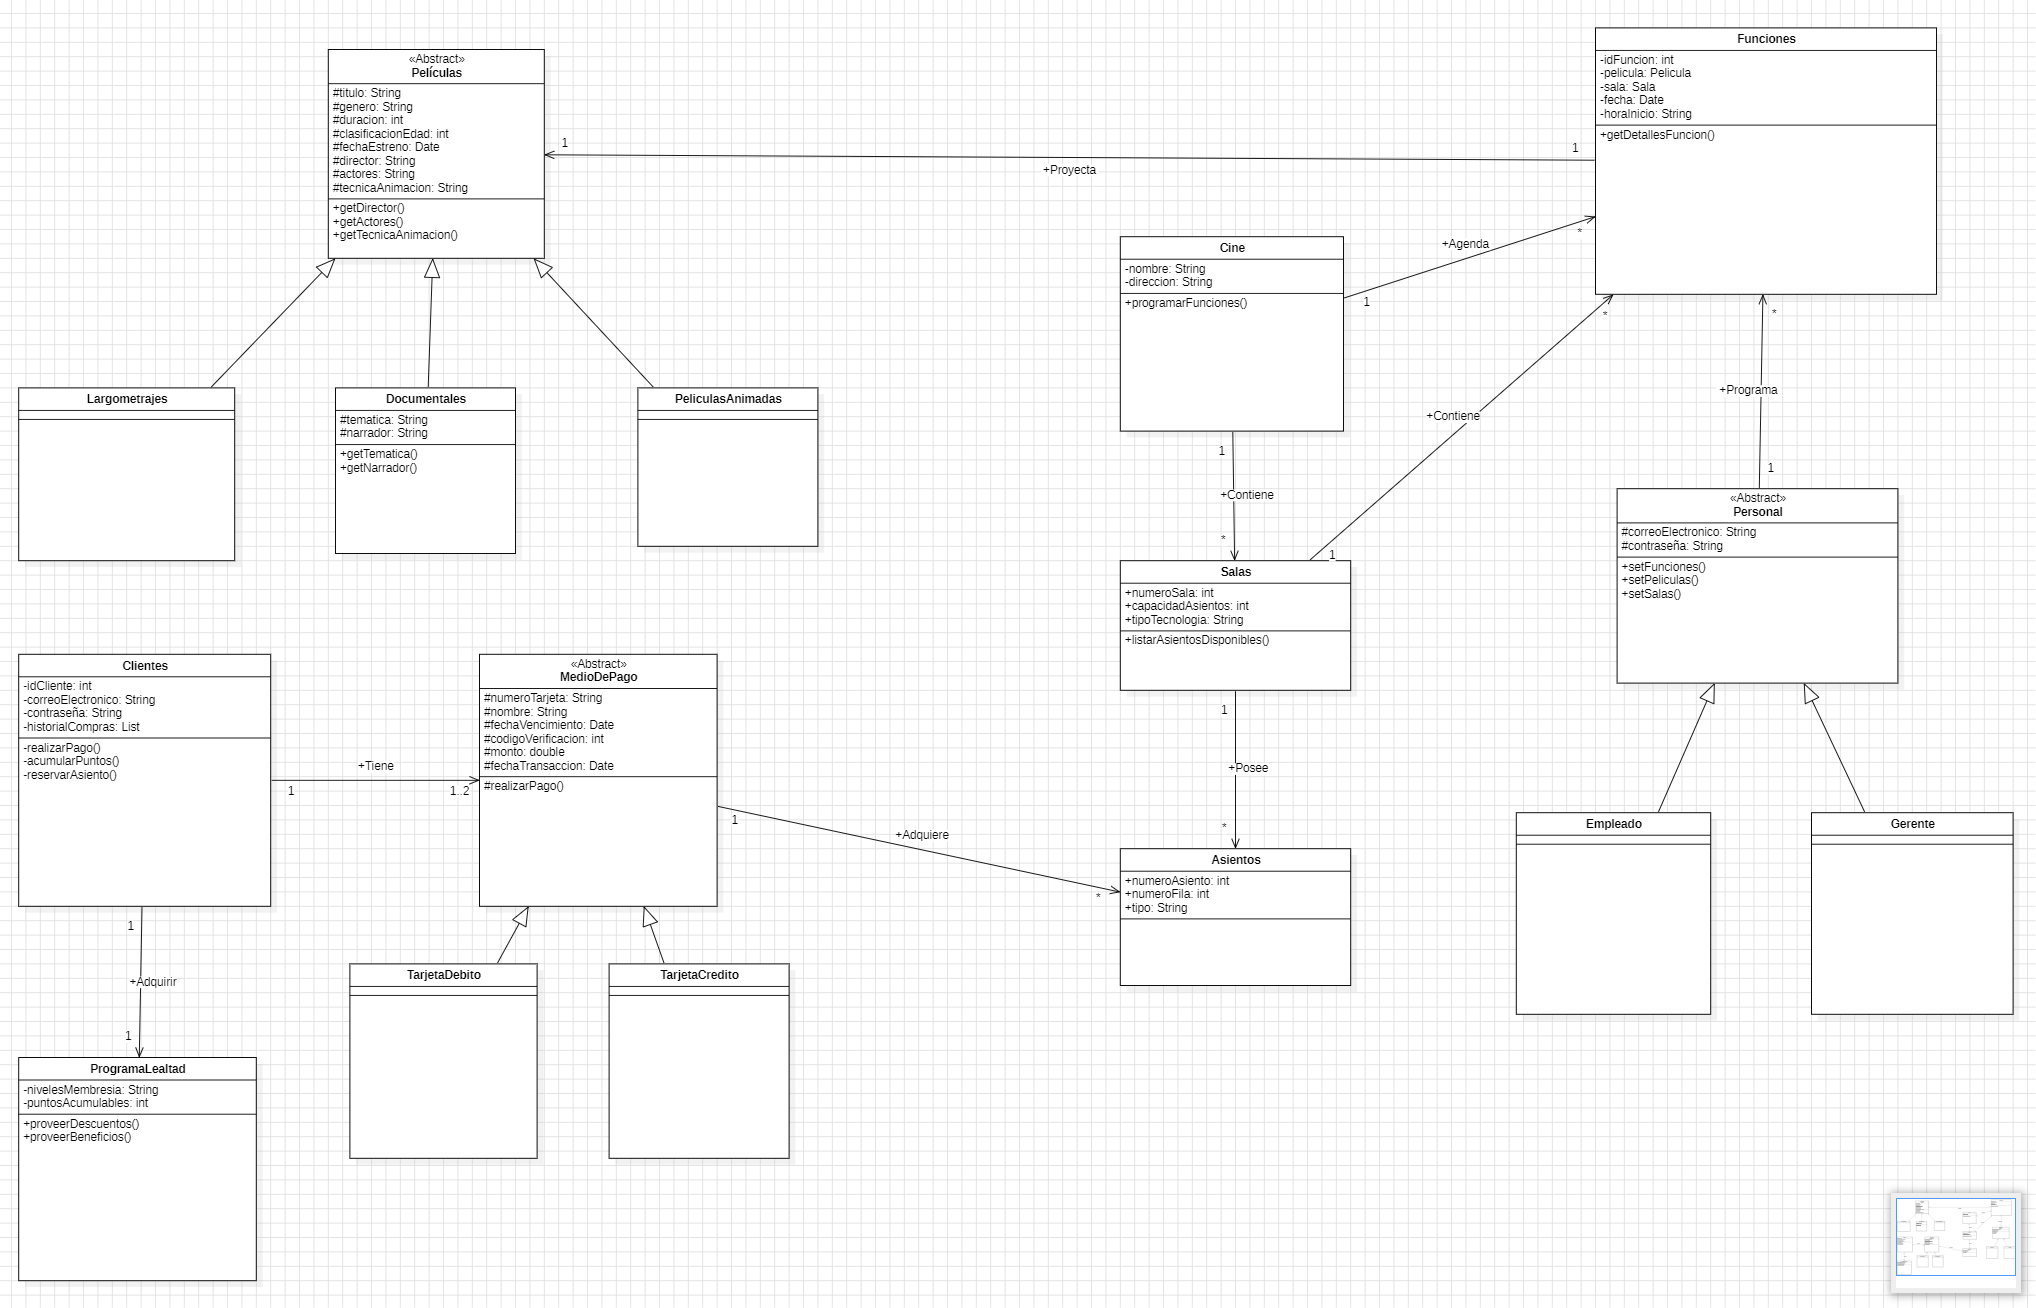 «Abstract»
Películas
#titulo: String
#genero: String
#duracion: int
#clasificacionEdad: int
#fechaEstreno: Date
#director: String
#actores: String
#tecnicaAnimacion: String
+getDirector()
+getActores()
+getTecnicaAnimacion()
Funciones
-idFuncion: int
-pelicula: Pelicula
-sala: Sala
-fecha: Date
-horaInicio: String
+getDetallesFuncion()
1
1
+Proyecta
Cine
-nombre: String
-direccion: String
+programarFunciones()
+Agenda
1
*
Largometrajes
Documentales
#tematica: String
#narrador: String
+getTematica()
+getNarrador()
PeliculasAnimadas
1
+Contiene
*
*
+Contiene
1
*
+Programa
1
«Abstract»
Personal
#correoElectronico: String
#contraseña: String
+setFunciones()
+setPeliculas()
+setSalas()
Salas
+numeroSala: int
+capacidadAsientos: int
+tipoTecnologia: String
+listarAsientosDisponibles()
Clientes
-idCliente: int
-correoElectronico: String
-contraseña: String
-historialCompras: List
-realizarPago()
-acumularPuntos()
-reservarAsiento()
+Tiene
1
1..2
«Abstract»
MedioDePago
#numeroTarjeta: String
#nombre: String
#fechaVencimiento: Date
#codigoVerificacion: int
#monto: double
#fechaTransaccion: Date
#realizarPago()
1
+Adquiere
*
1
+Posee
*
Asientos
+numeroAsiento: int
+numeroFila: int
+tipo: String
Empleado
Gerente
1
+Adquirir
1
TarjetaDebito
TarjetaCredito
ProgramaLealtad
-nivelesMembresia: String
-puntosAcumulables: int
+proveerDescuentos()
+proveerBeneficios()